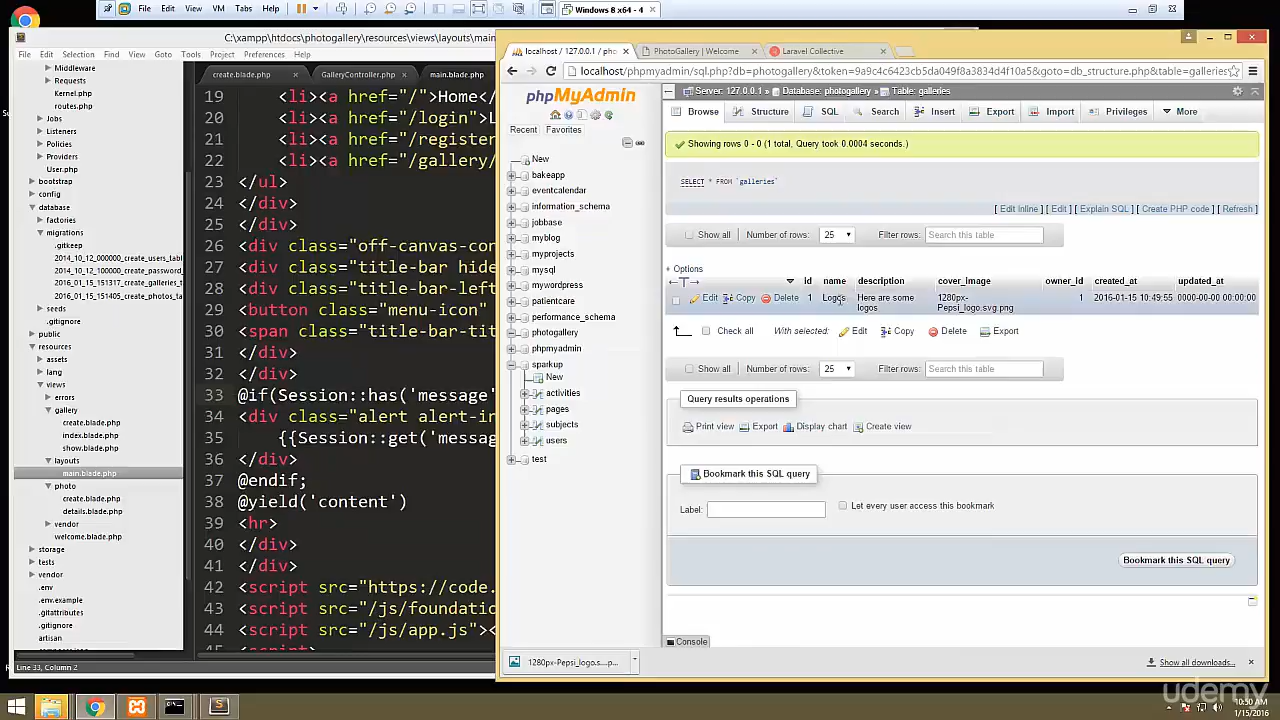 File Edit View VM Tabs Help
Windows 8 x64 - 4
C:\xampp\htdocs\photogallery\resources\views\layouts\mai
File Edit Selection Find View Goto Tools Project Preferences Help
Middleware
Requests
Kernel.php
routes.php
Jobs
Listeners
Policies
Providers
User.php
bootstrap
config
database
factories
migrations
.gitkeep
2014_10_12_000000_create_users_tabl
2014_10_12_100000_create_password_
2016_01_15_151317_create_galleries_t
2016_01_15_151405_create_photos_ta
seeds
.gitignore
public
resources
assets
lang
views
errors
gallery
create.blade.php
index.blade.php
show.blade.php
layouts
main.blade.php
photo
create.blade.php
details.blade.php
vendor
welcome.blade.php
storage
tests
vendor
.env
.env.example
.gitattributes
.gitignore
artisan
Line 33, Column 2
create.blade.php
GalleryController.php
main.blade.php
19 <li><a href="/">Home</
20 <li><a href="/login">L
21 <li><a href="/register
22 <li><a href="/gallery/
23 </ul>
24 </div>
25 </div>
26 <div class="off-canvas-con
27 <div class="title-bar hide
28 <div class="title-bar-left
29 <button class="menu-icon"
30 <span class="title-bar-tit
31 </div>
32 </div>
33 @if(Session::has('message'
34 <div class="alert alert-in
35 {{Session::get('messag
36 </div>
37 @endif;
38 @yield('content')
39 <hr>
40 </div>
41 </div>
42 <script src="https://code.
43 <script src="/js/foundatio
44 <script src="/js/app.js"><
45 <script>
localhost / 127.0.0.1 / pho
PhotoGallery | Welcome
Laravel Collective
localhost/phpmyadmin/sql.php?db=photogallery&token=9a9c4c6423cb5da049f8a3834d4f10a5&goto=db_structure.php&table=galleries
phpMyAdmin
Recent Favorites
New
bakeapp
eventcalendar
information_schema
jobbase
myblog
myprojects
mysql
mywordpress
patientcare
performance_schema
photogallery
phpmyadmin
sparkup
New
activities
pages
subjects
users
test
Server: 127.0.0.1 » Database: photogallery » Table: galleries
Browse Structure SQL Search Insert Export Import Privileges More
Showing rows 0 - 0 (1 total, Query took 0.0004 seconds.)
SELECT * FROM `galleries`
[ Edit inline ] [ Edit ] [ Explain SQL ] [ Create PHP code ] [ Refresh ]
Show all Number of rows: 25 Filter rows: Search this table
+ Options
id name description cover_image owner_id created_at updated_at
Edit Copy Delete 1 Logos Here are some logos 1280px-Pepsi_logo.svg.png 1 2016-01-15 10:49:55 0000-00-00 00:00:00
Check all With selected: Edit Copy Delete Export
Show all Number of rows: 25 Filter rows: Search this table
Query results operations
Print view Export Display chart Create view
Bookmark this SQL query
Label: Let every user access this bookmark
Bookmark this SQL query
Console
1280px-Pepsi_logo.s....p...
Show all downloads...
udemy
10:50 AM
1/15/2016